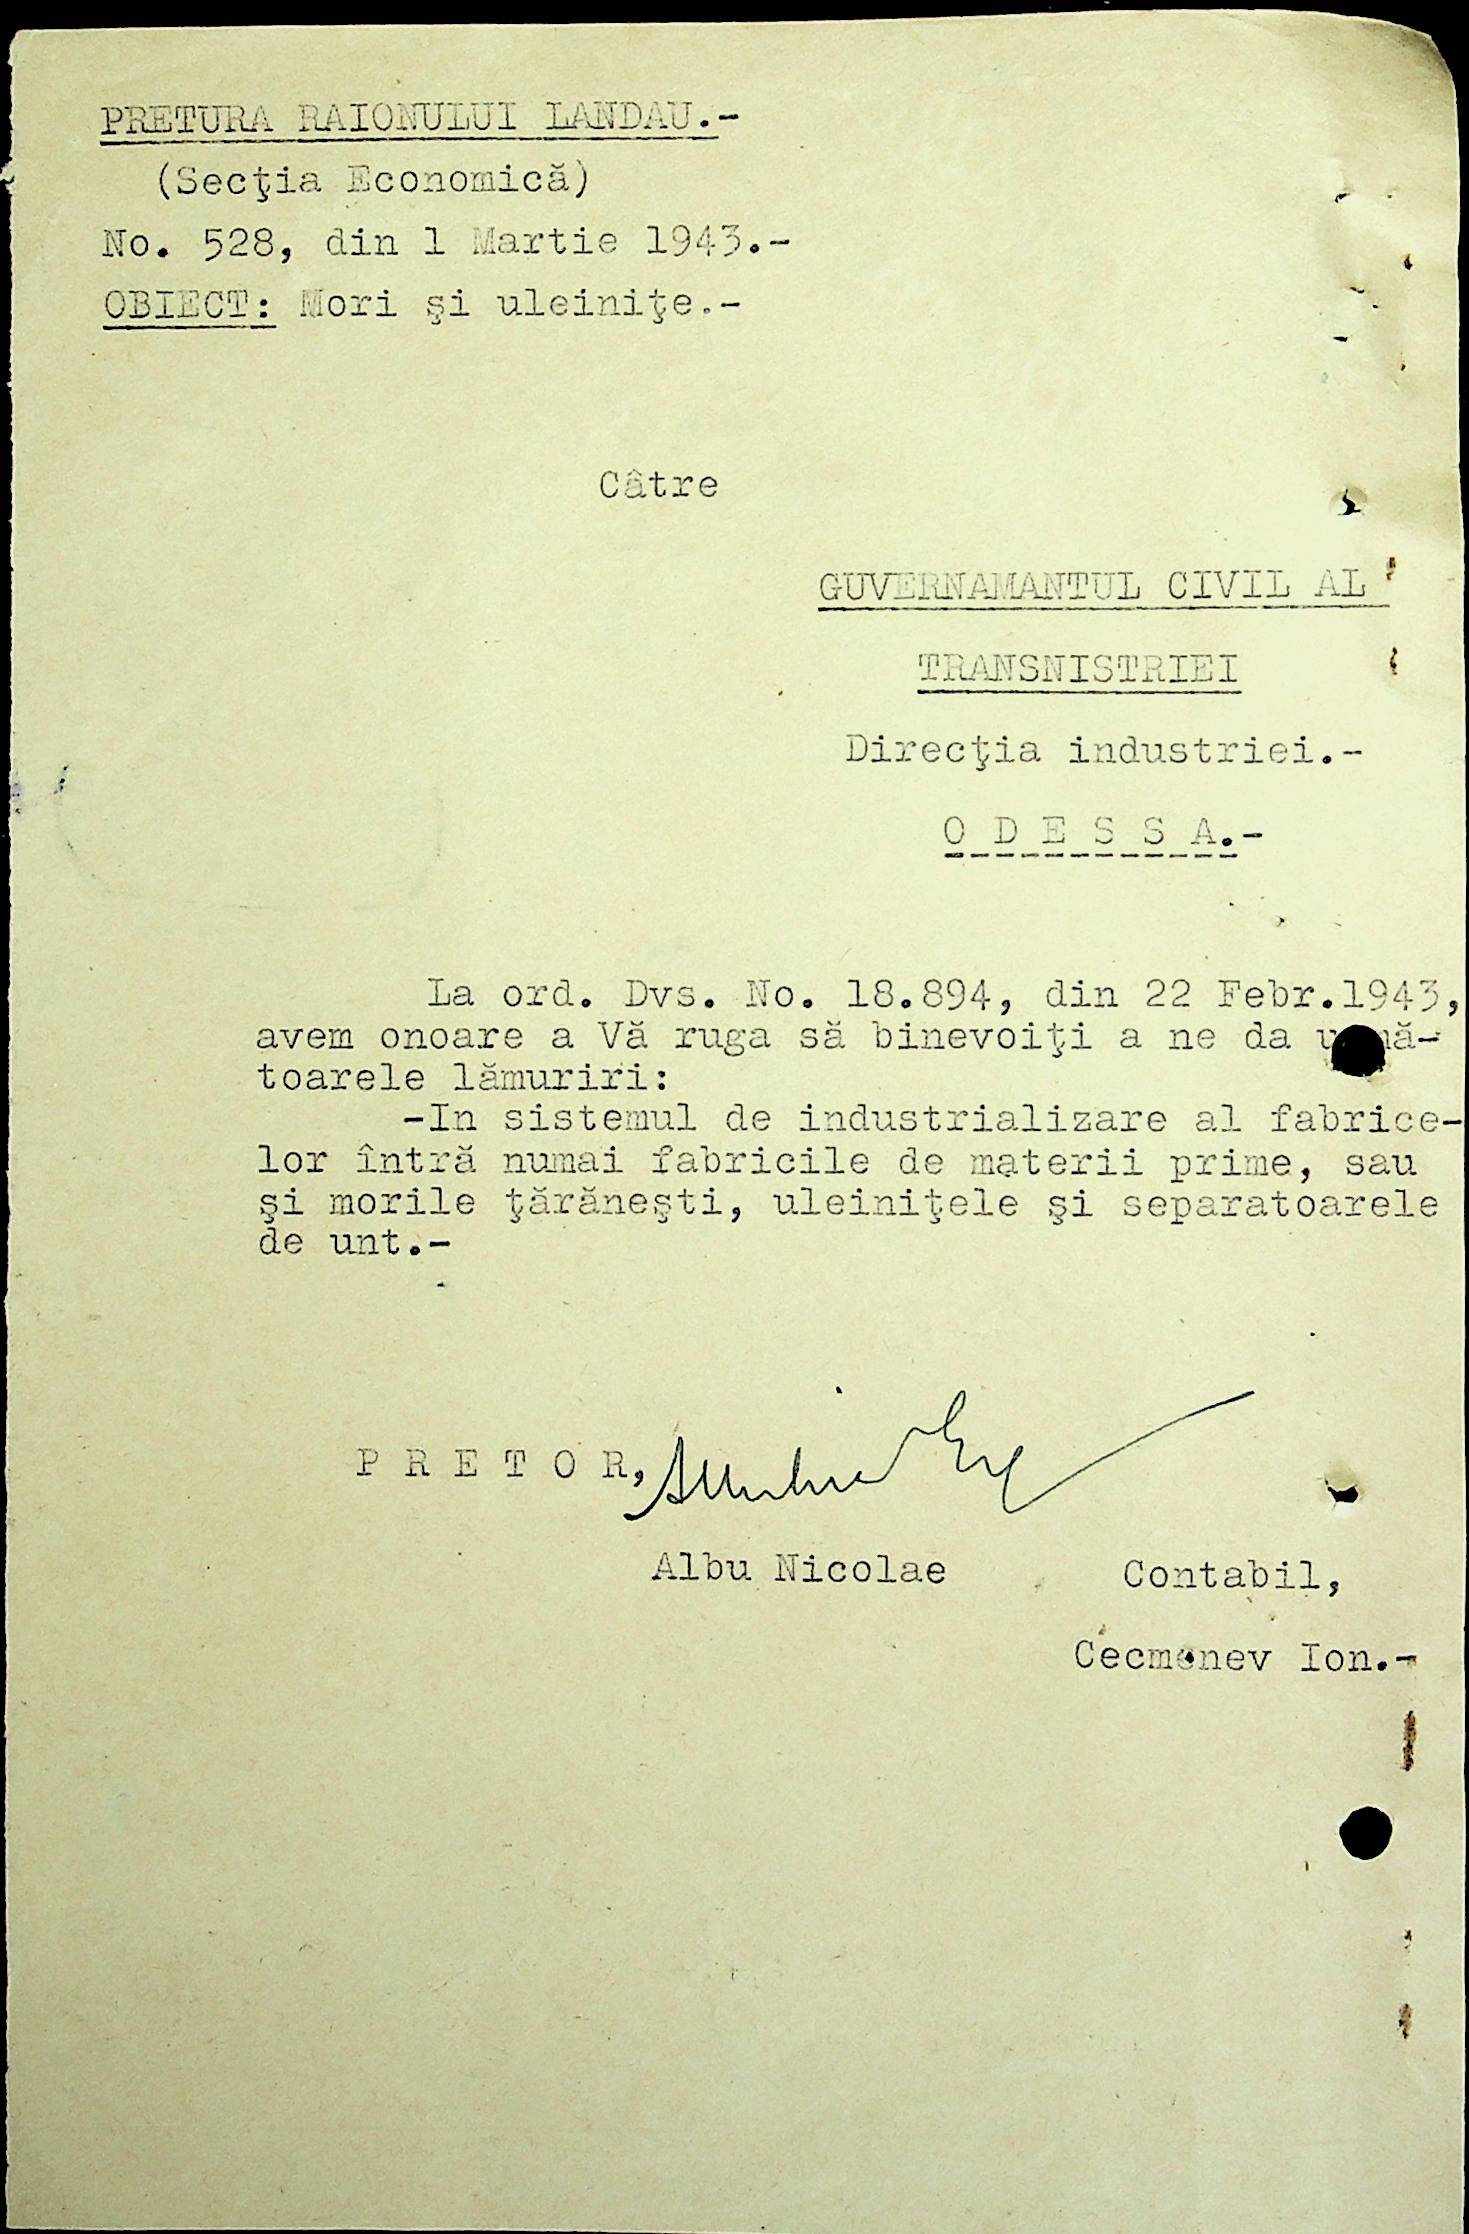 PRETURA RAIONULUI LANDAU.-
(Secţia Economică)
No. 528, din 1 Martie 1943.-
OBIECT: Mori şi uleiniţe.-
Câtre
GUVERNAMANTUL CIVIL AL
TRANSNISTRIEI
Direcţia industriei.-
O D E S S A.-
La ord. Dvs. No. 18.894, din 22 Febr.1943,
avem onoare a Vă ruga să binevoiţi a ne da u mă-
toarele lămuriri:
-In sistemul de industrializare al fabrice-
lor întră numai fabricile de materii prime, sau
şi morile ţărăneşti, uleiniţele şi separatoarele
de unt.-
P R E T O R,
Albu Nicolae
Contabil,
Cecmenev Ion.-